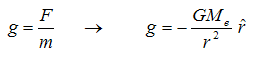 g = F/m → g = − GM_e/r² r̂